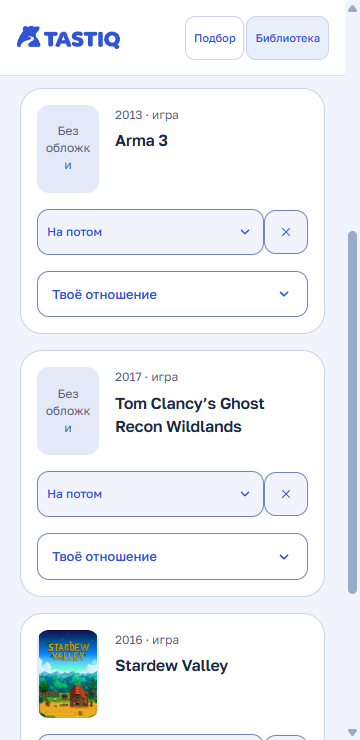 TASTIQ
Подбор
Библиотека
Без
обложк
и
2013 · игра
Arma 3
На потом
Твоё отношение
Без
обложк
и
2017 · игра
Tom Clancy’s Ghost
Recon Wildlands
На потом
Твоё отношение
STARDEW
VALLEY
2016 · игра
Stardew Valley